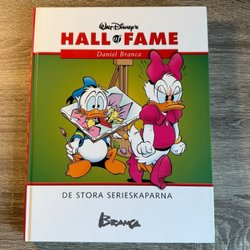 Walt Disney's
HALL of FAME
Daniel Branca
DE STORA SERIESKAPARNA
BRANCA